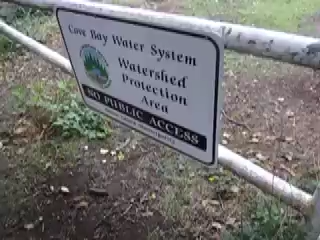 Cove Bay Water System
Watershed
Protection
Area
NO PUBLIC ACCESS